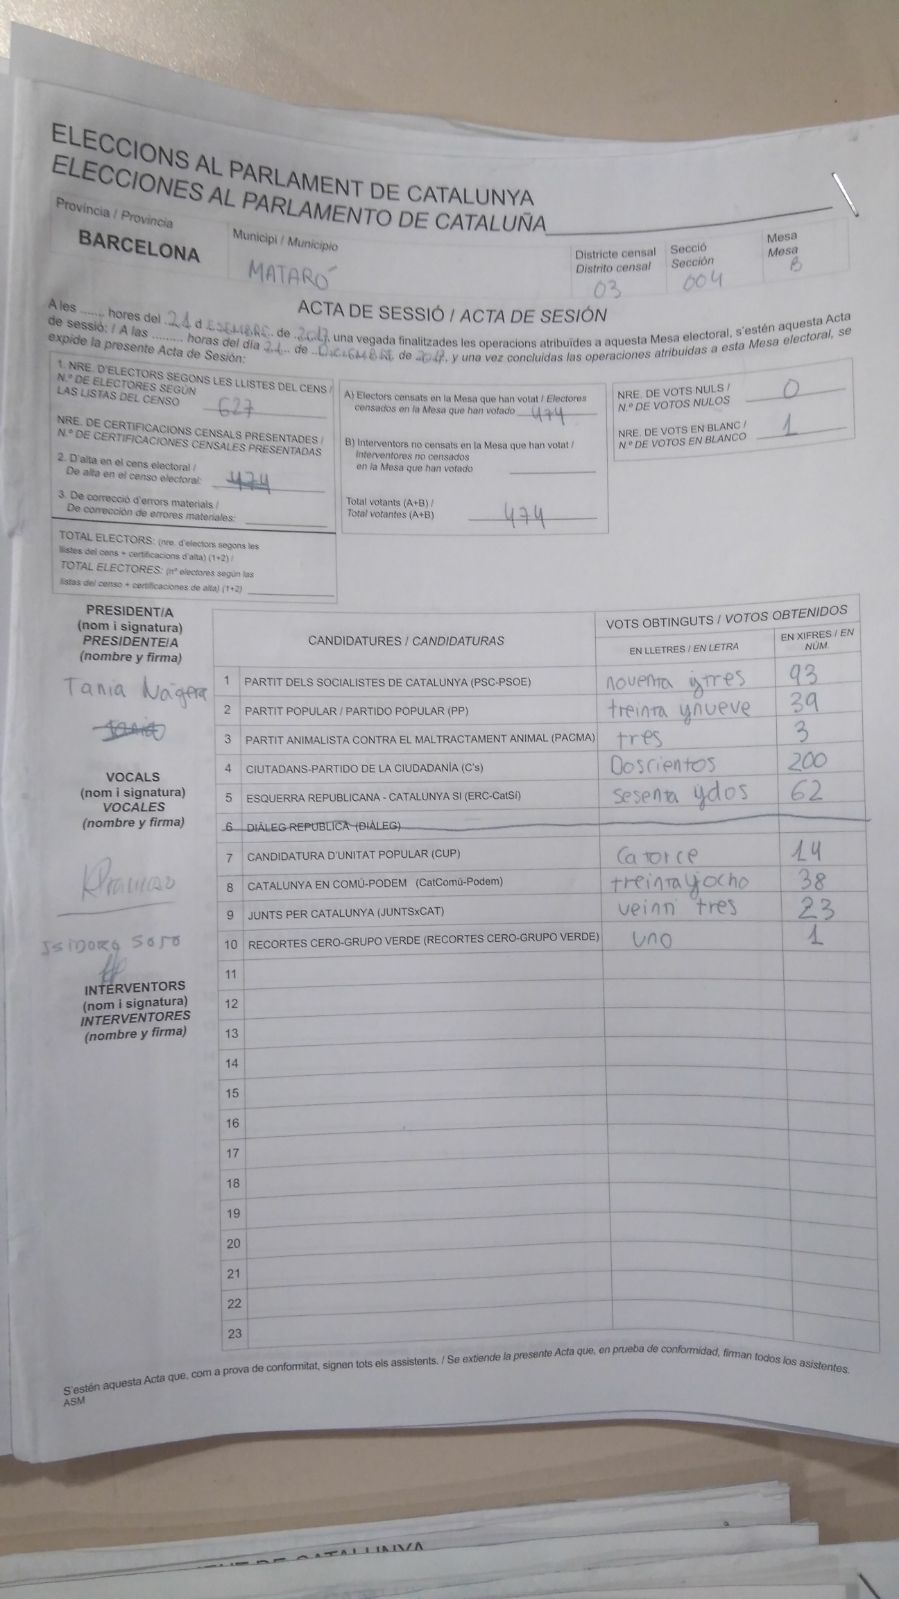 ELECCIONS AL PARLAMENT DE CATALUNYA
ELECCIONES AL PARLAMENTO DE CATALUÑA
Província / Provincia
BARCELONA
Municipi / Municipio
MATARÓ
Districte censal
Distrito censal
03
Secció
Sección
004
Mesa
Mesa
B
ACTA DE SESSIÓ / ACTA DE SESIÓN
A les ....... hores del 21 d DESEMBRE de 2017, una vegada finalitzades les operacions atribuïdes a aquesta Mesa electoral, s'estén aquesta Acta
de sessió: / A las ......... horas del día 21 de DICIEMBRE de 2017, y una vez concluidas las operaciones atribuidas a esta Mesa electoral, se
expide la presente Acta de Sesión:
1. NRE. D'ELECTORS SEGONS LES LLISTES DEL CENS /
N.º DE ELECTORES SEGÚN
LAS LISTAS DEL CENSO 627
NRE. DE CERTIFICACIONS CENSALS PRESENTADES /
N.º DE CERTIFICACIONES CENSALES PRESENTADAS
2. D'alta en el cens electoral /
De alta en el censo electoral: 474
3. De correcció d'errors materials /
De corrección de errores materiales:
TOTAL ELECTORS: (nre. d'electors segons les
llistes del cens + certificacions d'alta) (1+2) /
TOTAL ELECTORES: (nº electores según las
listas del censo + certificaciones de alta) (1+2)
A) Electors censats en la Mesa que han votat / Electores
censados en la Mesa que han votado 474
B) Interventors no censats en la Mesa que han votat /
Interventores no censados
en la Mesa que han votado
Total votants (A+B) /
Total votantes (A+B) 474
NRE. DE VOTS NULS /
N.º DE VOTOS NULOS 0
NRE. DE VOTS EN BLANC /
N.º DE VOTOS EN BLANCO 1
PRESIDENT/A
(nom i signatura)
PRESIDENTE/A
(nombre y firma)
Tania Nágera
Tania
VOCALS
(nom i signatura)
VOCALES
(nombre y firma)
ISIDORO SOTO
INTERVENTORS
(nom i signatura)
INTERVENTORES
(nombre y firma)
CANDIDATURES / CANDIDATURAS
VOTS OBTINGUTS / VOTOS OBTENIDOS
EN LLETRES / EN LETRA
EN XIFRES / EN
NÚM.
1 PARTIT DELS SOCIALISTES DE CATALUNYA (PSC-PSOE) noventa y tres 93
2 PARTIT POPULAR / PARTIDO POPULAR (PP) treinta y nueve 39
3 PARTIT ANIMALISTA CONTRA EL MALTRACTAMENT ANIMAL (PACMA) tres 3
4 CIUTADANS-PARTIDO DE LA CIUDADANÍA (C's) Doscientos 200
5 ESQUERRA REPUBLICANA - CATALUNYA SI (ERC-CatSí) sesenta y dos 62
6 DIÀLEG REPUBLICÀ (DIÀLEG)
7 CANDIDATURA D'UNITAT POPULAR (CUP) Catorce 14
8 CATALUNYA EN COMÚ-PODEM (CatComú-Podem) treinta y ocho 38
9 JUNTS PER CATALUNYA (JUNTSxCAT) veinti tres 23
10 RECORTES CERO-GRUPO VERDE (RECORTES CERO-GRUPO VERDE) uno 1
11
12
13
14
15
16
17
18
19
20
21
22
23
S'estén aquesta Acta que, com a prova de conformitat, signen tots els assistents. / Se extiende la presente Acta que, en prueba de conformidad, firman todos los asistentes.
ASM